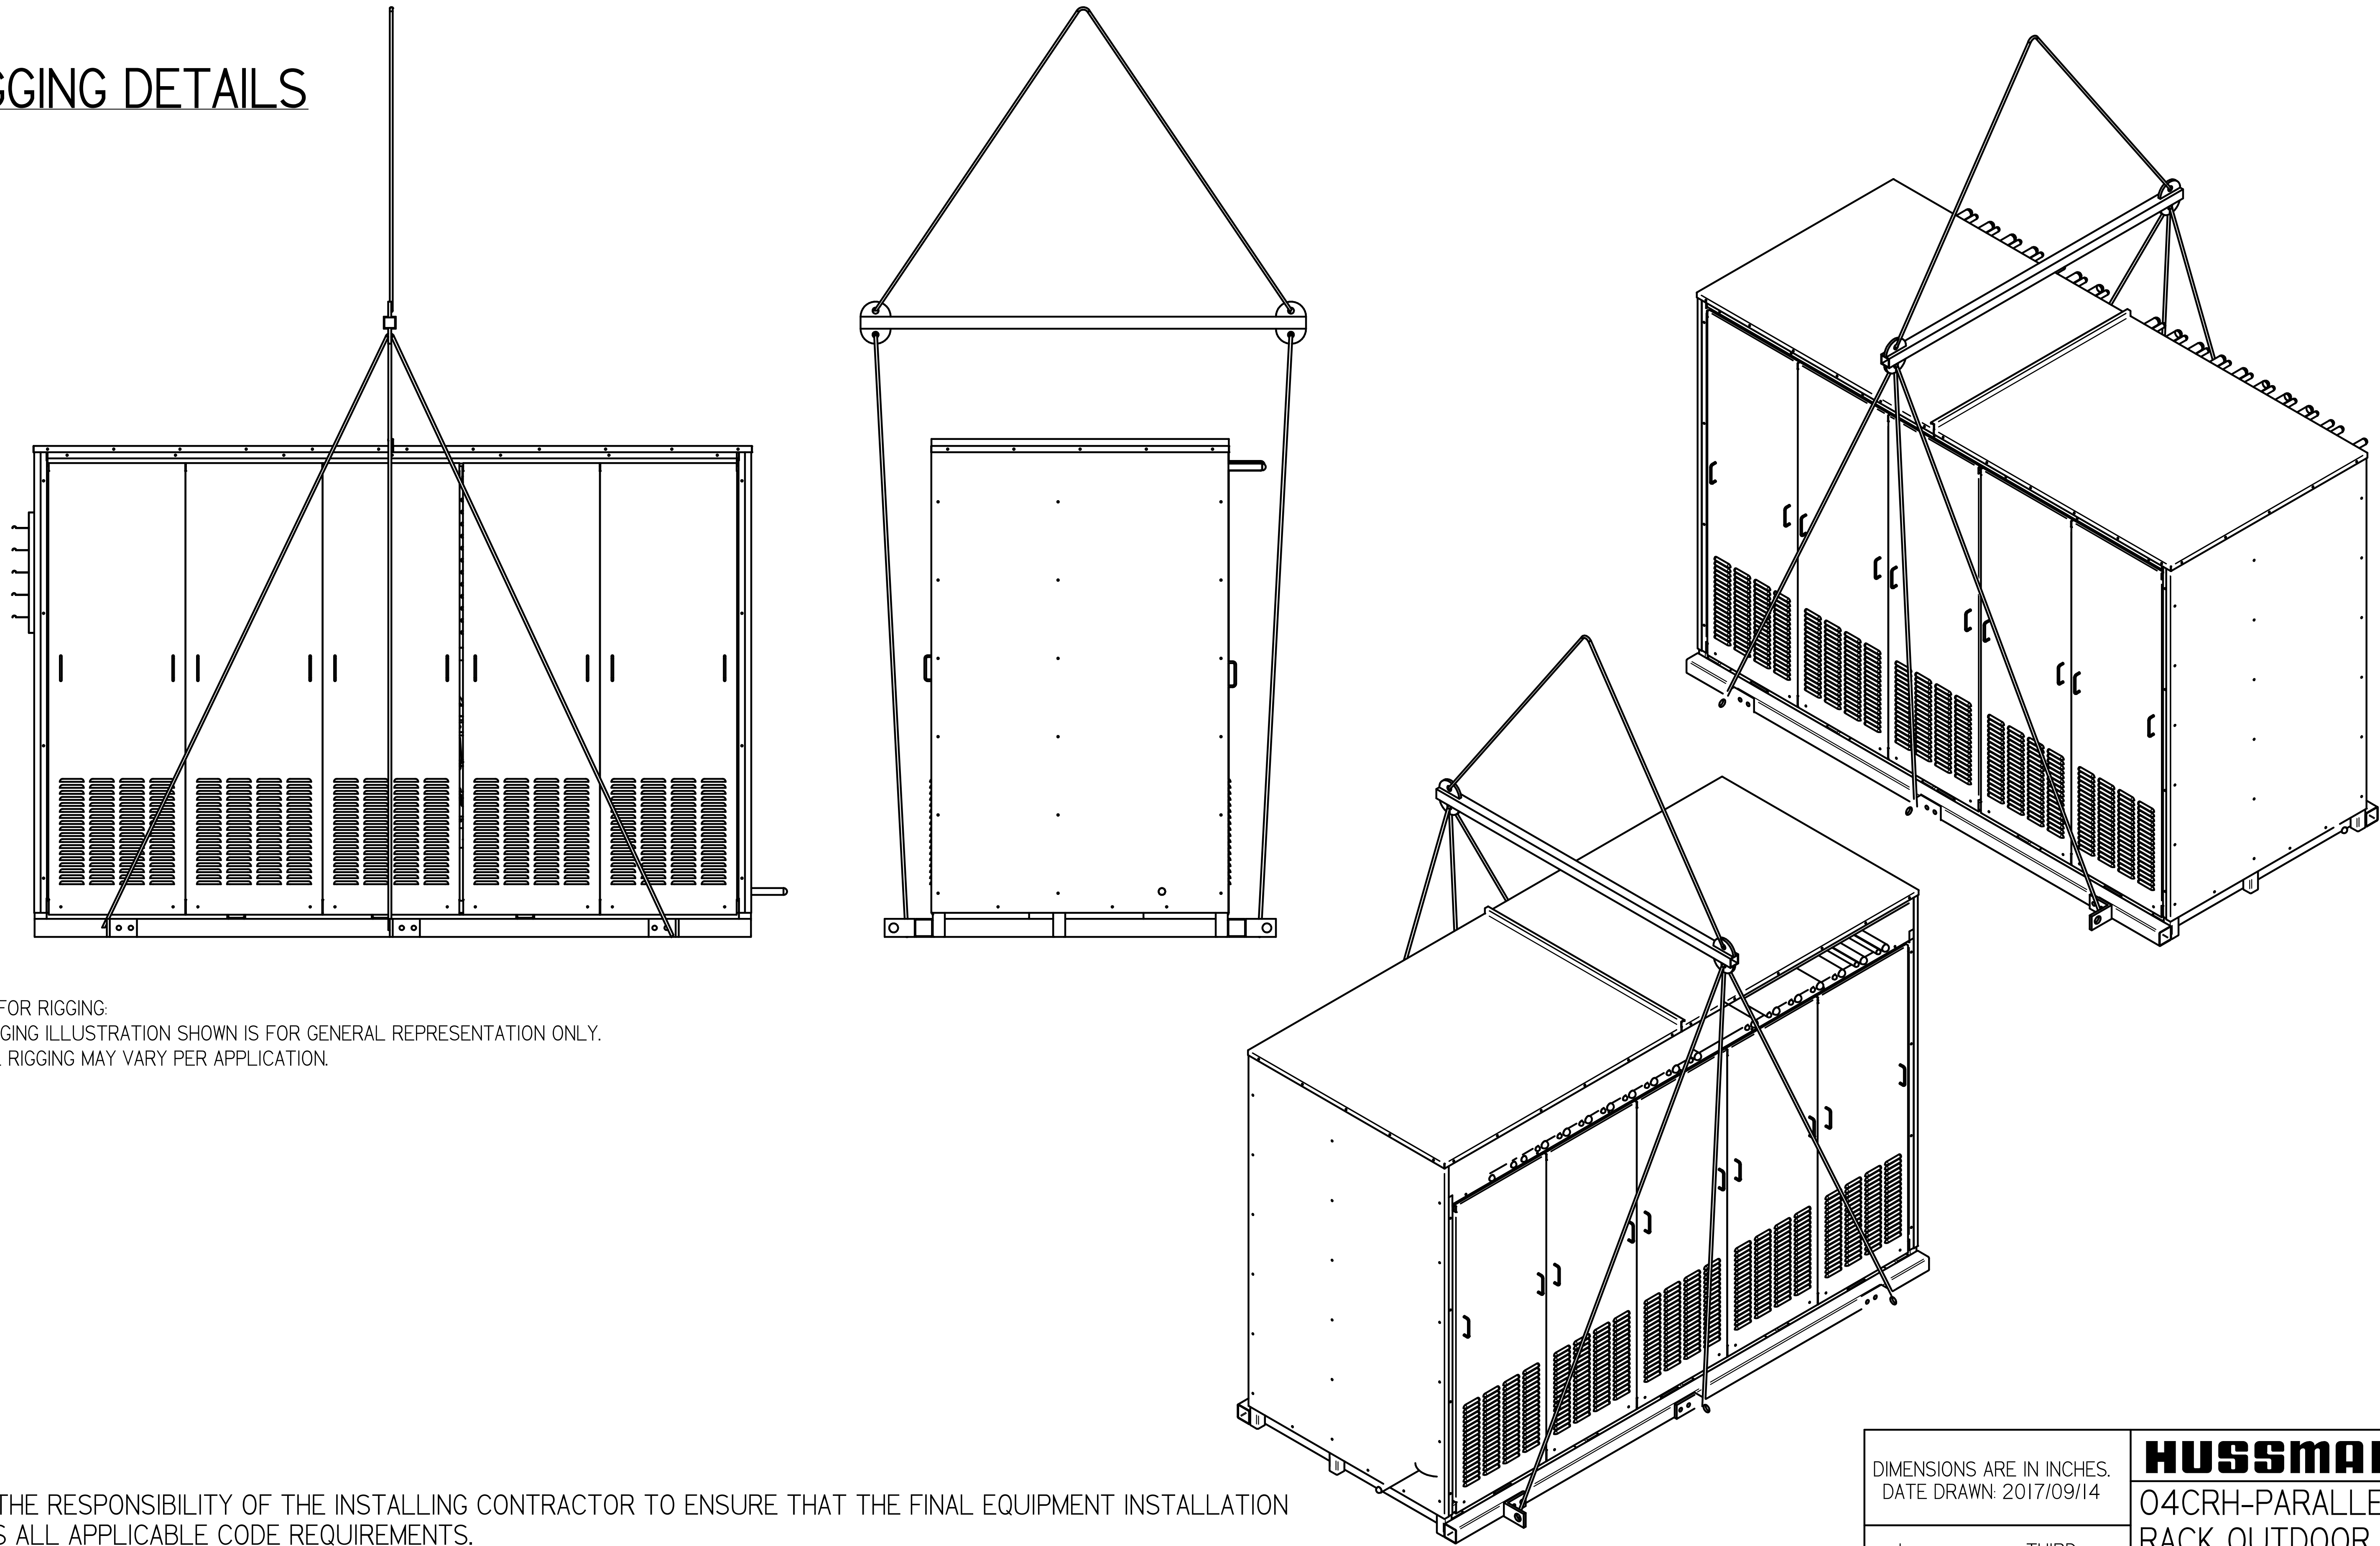 GGING DETAILS
FOR RIGGING:
GING ILLUSTRATION SHOWN IS FOR GENERAL REPRESENTATION ONLY.
RIGGING MAY VARY PER APPLICATION.
THE RESPONSIBILITY OF THE INSTALLING CONTRACTOR TO ENSURE THAT THE FINAL EQUIPMENT INSTALLATION
S ALL APPLICABLE CODE REQUIREMENTS.
DIMENSIONS ARE IN INCHES.
DATE DRAWN: 2017/09/14
THIRD
HUSSMA
04CRH-PARALLE
RACK OUTDOOR